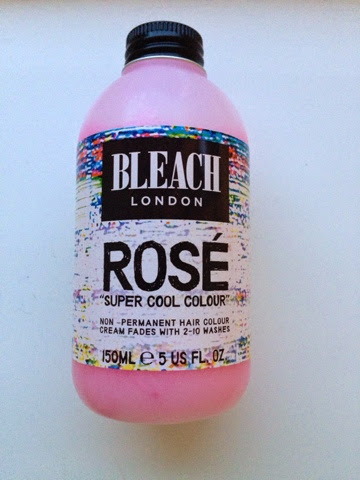 BLEACH
LONDON
ROSÉ
"SUPER COOL COLOUR"
NON-PERMANENT HAIR COLOUR
CREAM FADES WITH 2-10 WASHES
150ML ℮ 5 US FL. OZ